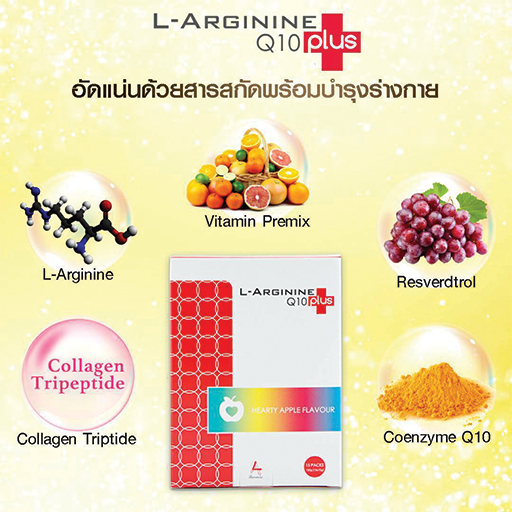 L-ARGININE
Q10 plus
อัดแน่นด้วยสารสกัดพร้อมบำรุงร่างกาย
Vitamin Premix
L-Arginine
Resverdtrol
L-ARGININE
Q10 plus
Collagen
Tripeptide
HEARTY APPLE FLAVOUR
Collagen Triptide
Coenzyme Q10
15 PACKS